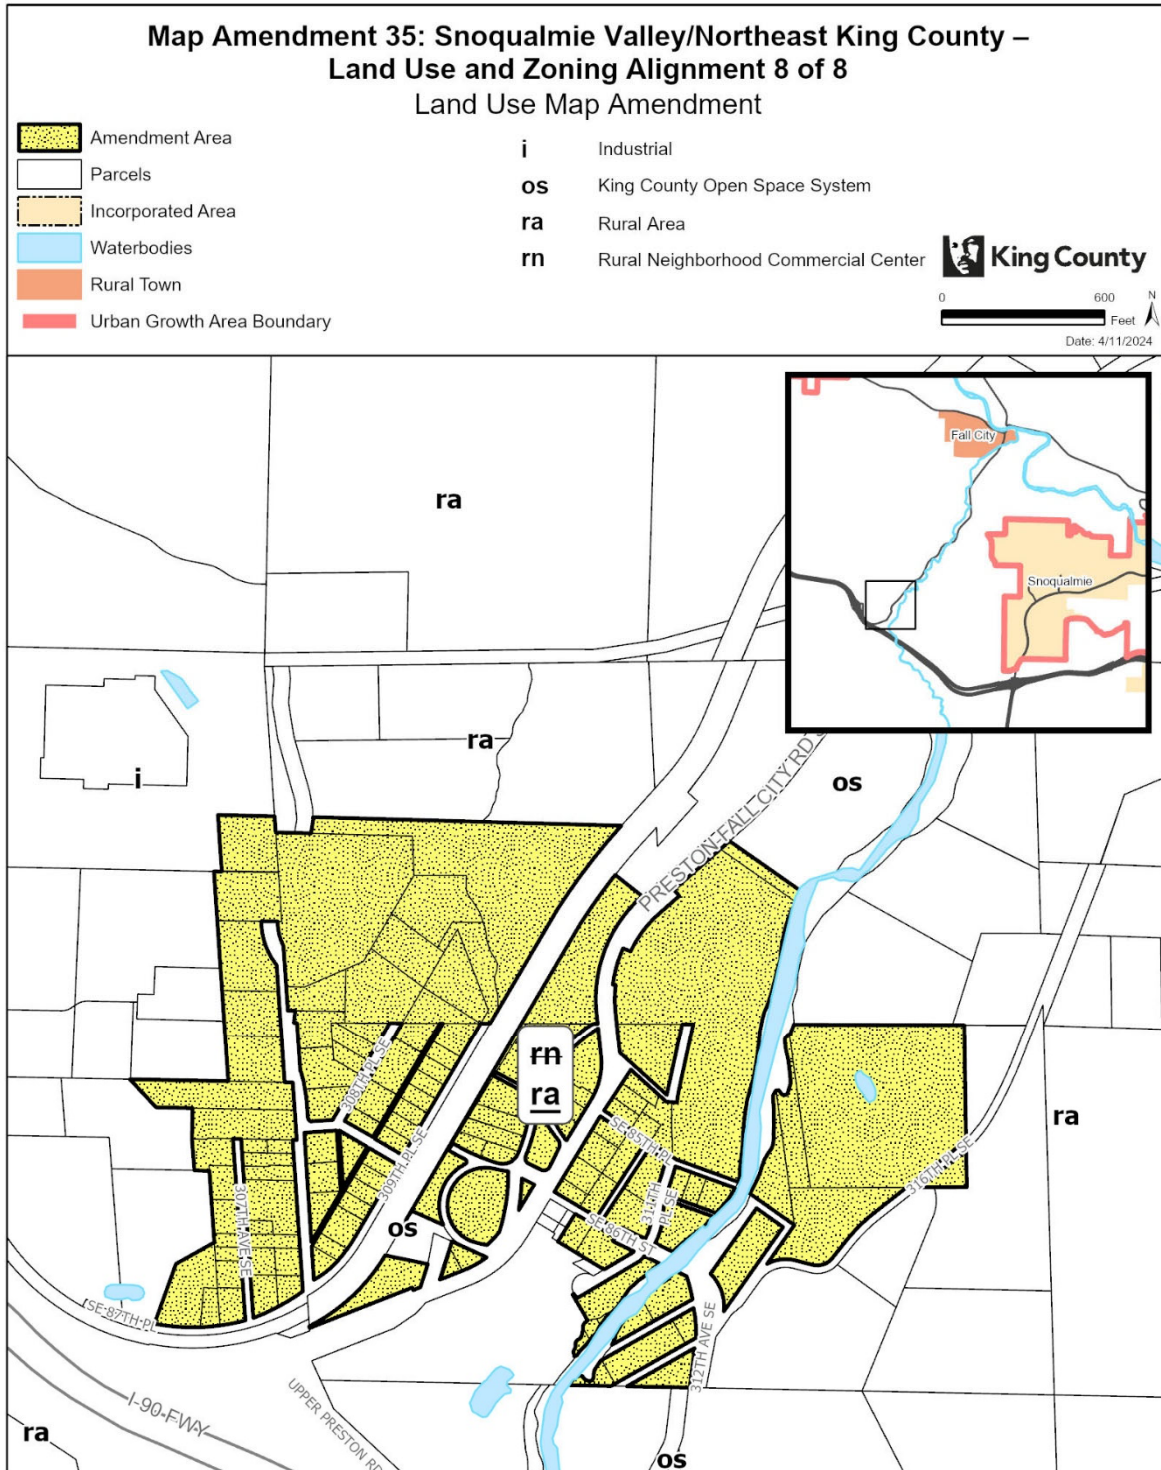 Map Amendment 35: Snoqualmie Valley/Northeast King County –
Land Use and Zoning Alignment 8 of 8
Land Use Map Amendment
Amendment Area
Parcels
Incorporated Area
Waterbodies
Rural Town
Urban Growth Area Boundary
i Industrial
os King County Open Space System
ra Rural Area
rn Rural Neighborhood Commercial Center
King County
0 600
Feet
N
Date: 4/11/2024
Fall City
Snoqualmie
ra
ra
i
os
PRESTON-FALL CITY RD
rn
ra
308TH PL SE
309TH PL SE
307TH AVE SE
SE 85TH PL
311TH
PL SE
SE 86TH ST
316TH PL SE
ra
os
SE 87TH PL
312TH AVE SE
I-90 FWY
UPPER PRESTON RD
ra
os